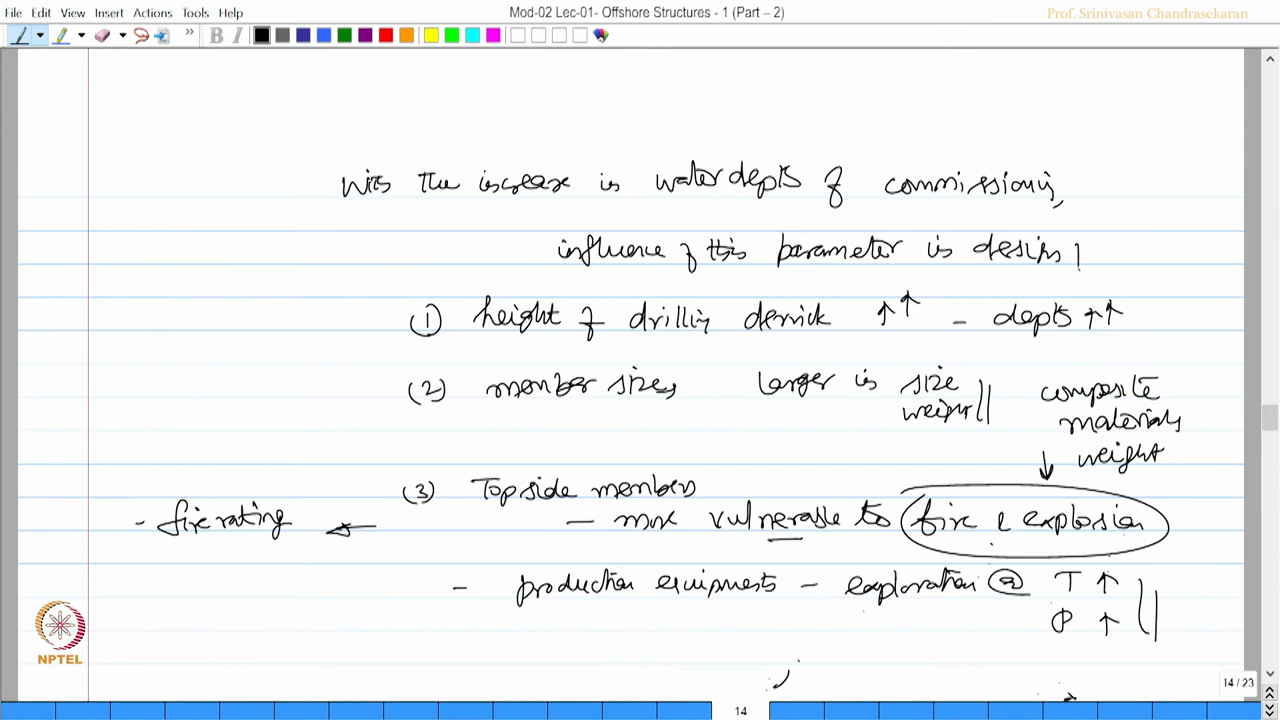 File Edit View Insert Actions Tools Help
Mod-02 Lec-01- Offshore Structures - 1 (Part – 2)
Prof. Srinivasan Chandrasekaran
B I
with the increase in water depth of commissioning,
influence of this parameter in design
(1) height of drilling derrick ↑↑ - depth ↑↑
(2) member sizes larger in size
weight
composite
materials
weight
(3) Topside members
- fire rating ← - more vulnerable to fire & explosion
- production equipments - exploration @ T ↑
P ↑
NPTEL
14 / 23
14